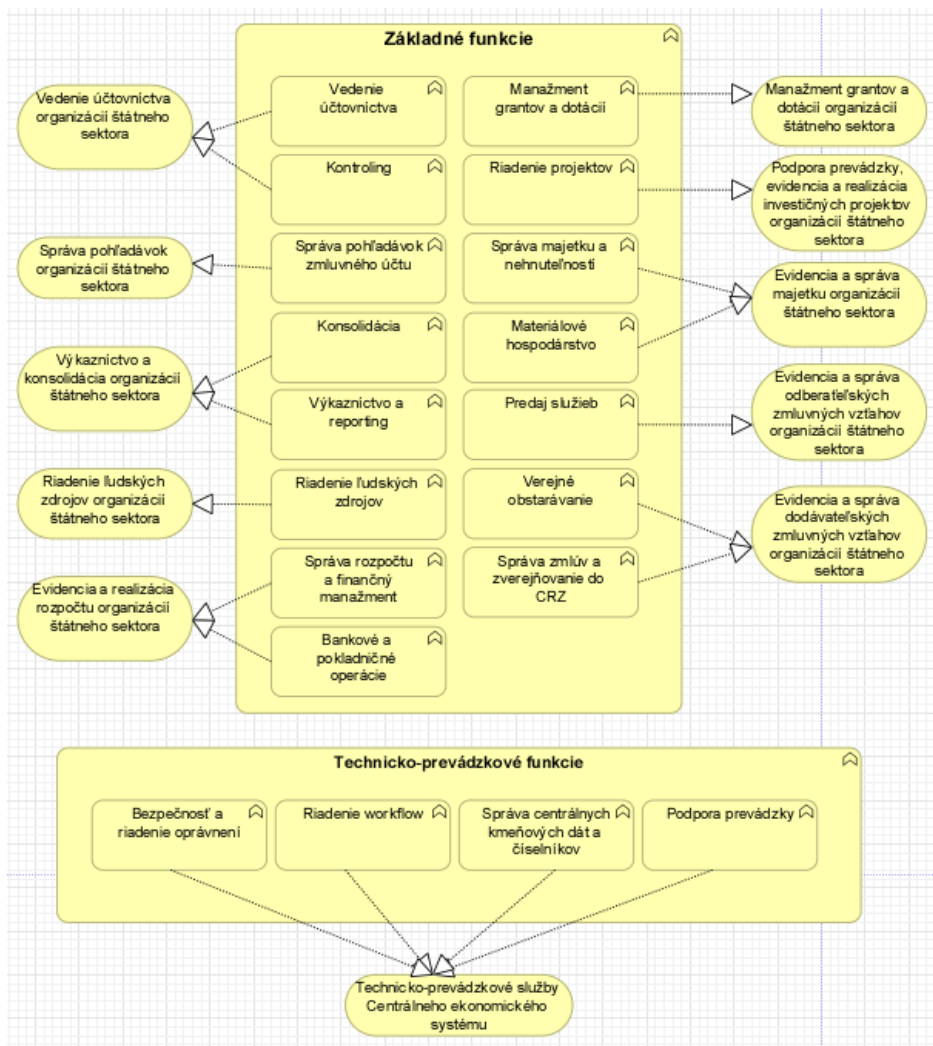 Základné funkcie
Vedenie účtovníctva
organizácií štátneho
sektora
Správa pohľadávok
organizácií štátneho
sektora
Výkazníctvo a
konsolidácia organizácií
štátneho sektora
Riadenie ľudských
zdrojov organizácií
štátneho sektora
Evidencia a realizácia
rozpočtu organizácií
štátneho sektora
Vedenie
účtovníctva
Kontroling
Správa pohľadávok
zmluvného účtu
Konsolidácia
Výkazníctvo a
reporting
Riadenie ľudských
zdrojov
Správa rozpočtu
a finančný
manažment
Bankové a
pokladničné
operácie
Manažment
grantov a dotácií
Riadenie projektov
Správa majetku a
nehnuteľností
Materiálové
hospodárstvo
Predaj služieb
Verejné
obstarávanie
Správa zmlúv a
zverejňovanie do
CRZ
Manažment grantov a
dotácií organizácií
štátneho sektora
Podpora prevádzky,
evidencia a realizácia
investičných projektov
organizácií štátneho
sektora
Evidencia a správa
majetku organizácií
štátneho sektora
Evidencia a správa
odberateľských
zmluvných vzťahov
organizácií štátneho
sektora
Evidencia a správa
dodávateľských
zmluvných vzťahov
organizácií štátneho
sektora
Technicko-prevádzkové funkcie
Bezpečnosť a
riadenie oprávnení
Riadenie workflow
Správa centrálnych
kmeňových dát a
číselníkov
Podpora prevádzky
Technicko-prevádzkové služby
Centrálneho ekonomického
systému